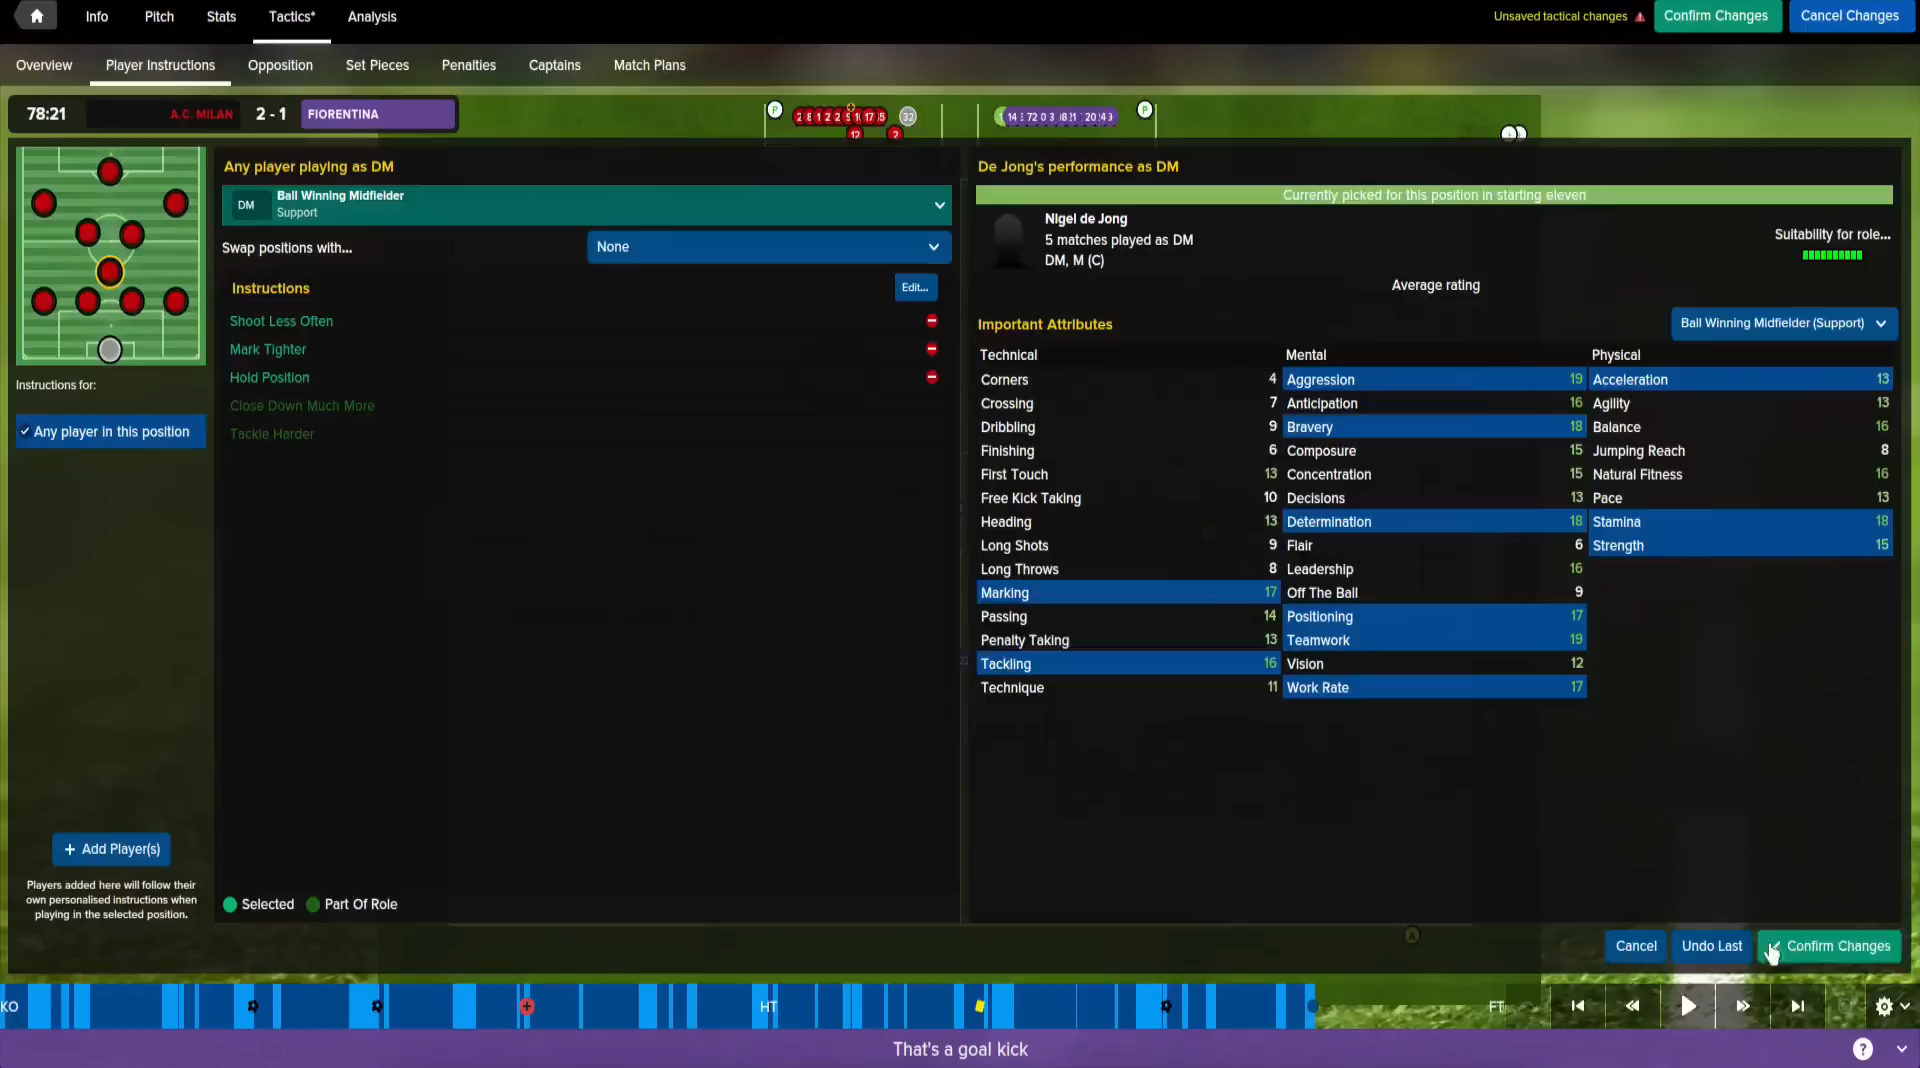 Info Pitch Stats Tactics* Analysis Unsaved tactical changes Confirm Changes Cancel Changes
Overview Player Instructions Opposition Set Pieces Penalties Captains Match Plans
78:21 A.C. MILAN 2 - 1 FIORENTINA
P P
32
12 2
Any player playing as DM
DM Ball Winning Midfielder
Support
Swap positions with... None
Instructions Edit...
Shoot Less Often
Mark Tighter
Hold Position
Close Down Much More
Tackle Harder
Instructions for:
Any player in this position
+ Add Player(s)
Players added here will follow their
own personalised instructions when
playing in the selected position.
Selected Part Of Role
De Jong's performance as DM
Currently picked for this position in starting eleven
Nigel de Jong
5 matches played as DM
DM, M (C)
Suitability for role...
Average rating
Important Attributes Ball Winning Midfielder (Support)
Technical Mental Physical
Corners 4 Aggression 19 Acceleration 13
Crossing 7 Anticipation 16 Agility 13
Dribbling 9 Bravery 18 Balance 16
Finishing 6 Composure 15 Jumping Reach 8
First Touch 13 Concentration 15 Natural Fitness 16
Free Kick Taking 10 Decisions 13 Pace 13
Heading 13 Determination 18 Stamina 18
Long Shots 9 Flair 6 Strength 15
Long Throws 8 Leadership 16
Marking 17 Off The Ball 9
Passing 14 Positioning 17
Penalty Taking 13 Teamwork 19
Tackling 16 Vision 12
Technique 11 Work Rate 17
Cancel Undo Last Confirm Changes
KO HT FT
That's a goal kick ?